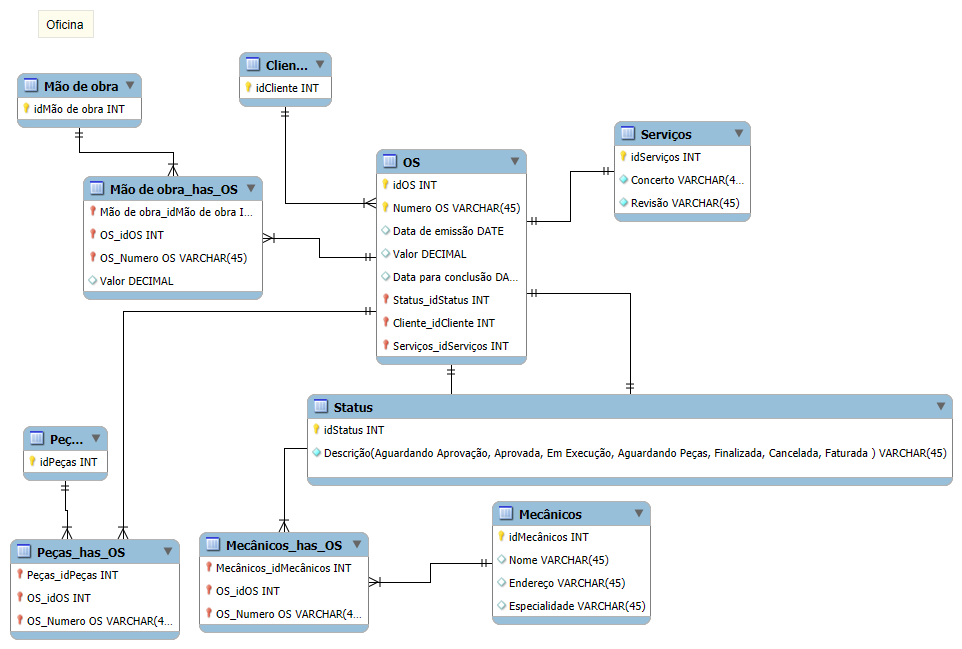 Oficina
Clien...
idCliente INT
Mão de obra
idMão de obra INT
Serviços
idServiços INT
Concerto VARCHAR(4...
Revisão VARCHAR(45)
OS
idOS INT
Numero OS VARCHAR(45)
Data de emissão DATE
Valor DECIMAL
Data para conclusão DA...
Status_idStatus INT
Cliente_idCliente INT
Serviços_idServiços INT
Mão de obra_has_OS
Mão de obra_idMão de obra I...
OS_idOS INT
OS_Numero OS VARCHAR(45)
Valor DECIMAL
Status
idStatus INT
Descrição(Aguardando Aprovação, Aprovada, Em Execução, Aguardando Peças, Finalizada, Cancelada, Faturada ) VARCHAR(45)
Peç...
idPeças INT
Mecânicos
idMecânicos INT
Nome VARCHAR(45)
Endereço VARCHAR(45)
Especialidade VARCHAR(45)
Mecânicos_has_OS
Mecânicos_idMecânicos INT
OS_idOS INT
OS_Numero OS VARCHAR(4...
Peças_has_OS
Peças_idPeças INT
OS_idOS INT
OS_Numero OS VARCHAR(4...